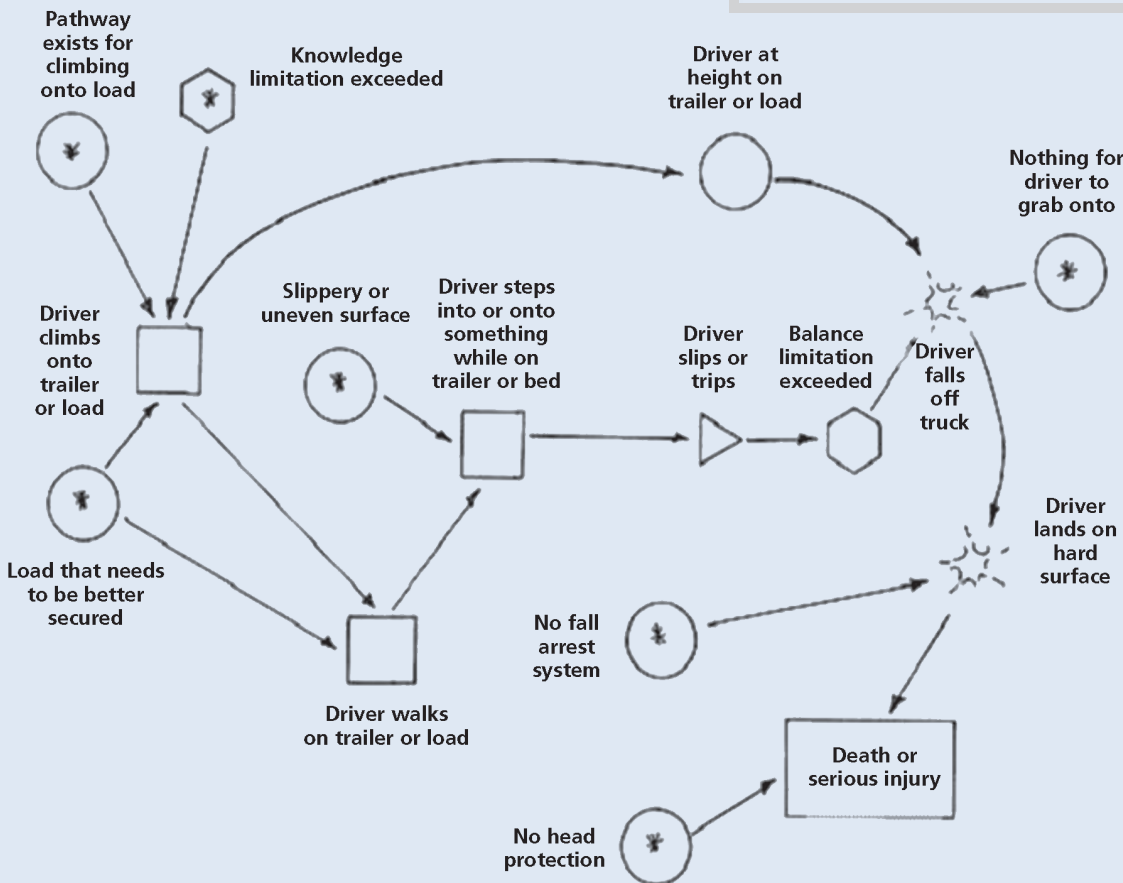 Pathway
exists for
climbing
onto load
Knowledge
limitation exceeded
Driver at
height on
trailer or load
Nothing for
driver to
grab onto
Driver
climbs
onto
trailer
or load
Slippery or
uneven surface
Driver steps
into or onto
something
while on
trailer or bed
Driver
slips or
trips
Balance
limitation
exceeded
Driver
falls
off
truck
Load that needs
to be better
secured
Driver
lands on
hard
surface
No fall
arrest
system
Driver walks
on trailer or load
Death or
serious injury
No head
protection